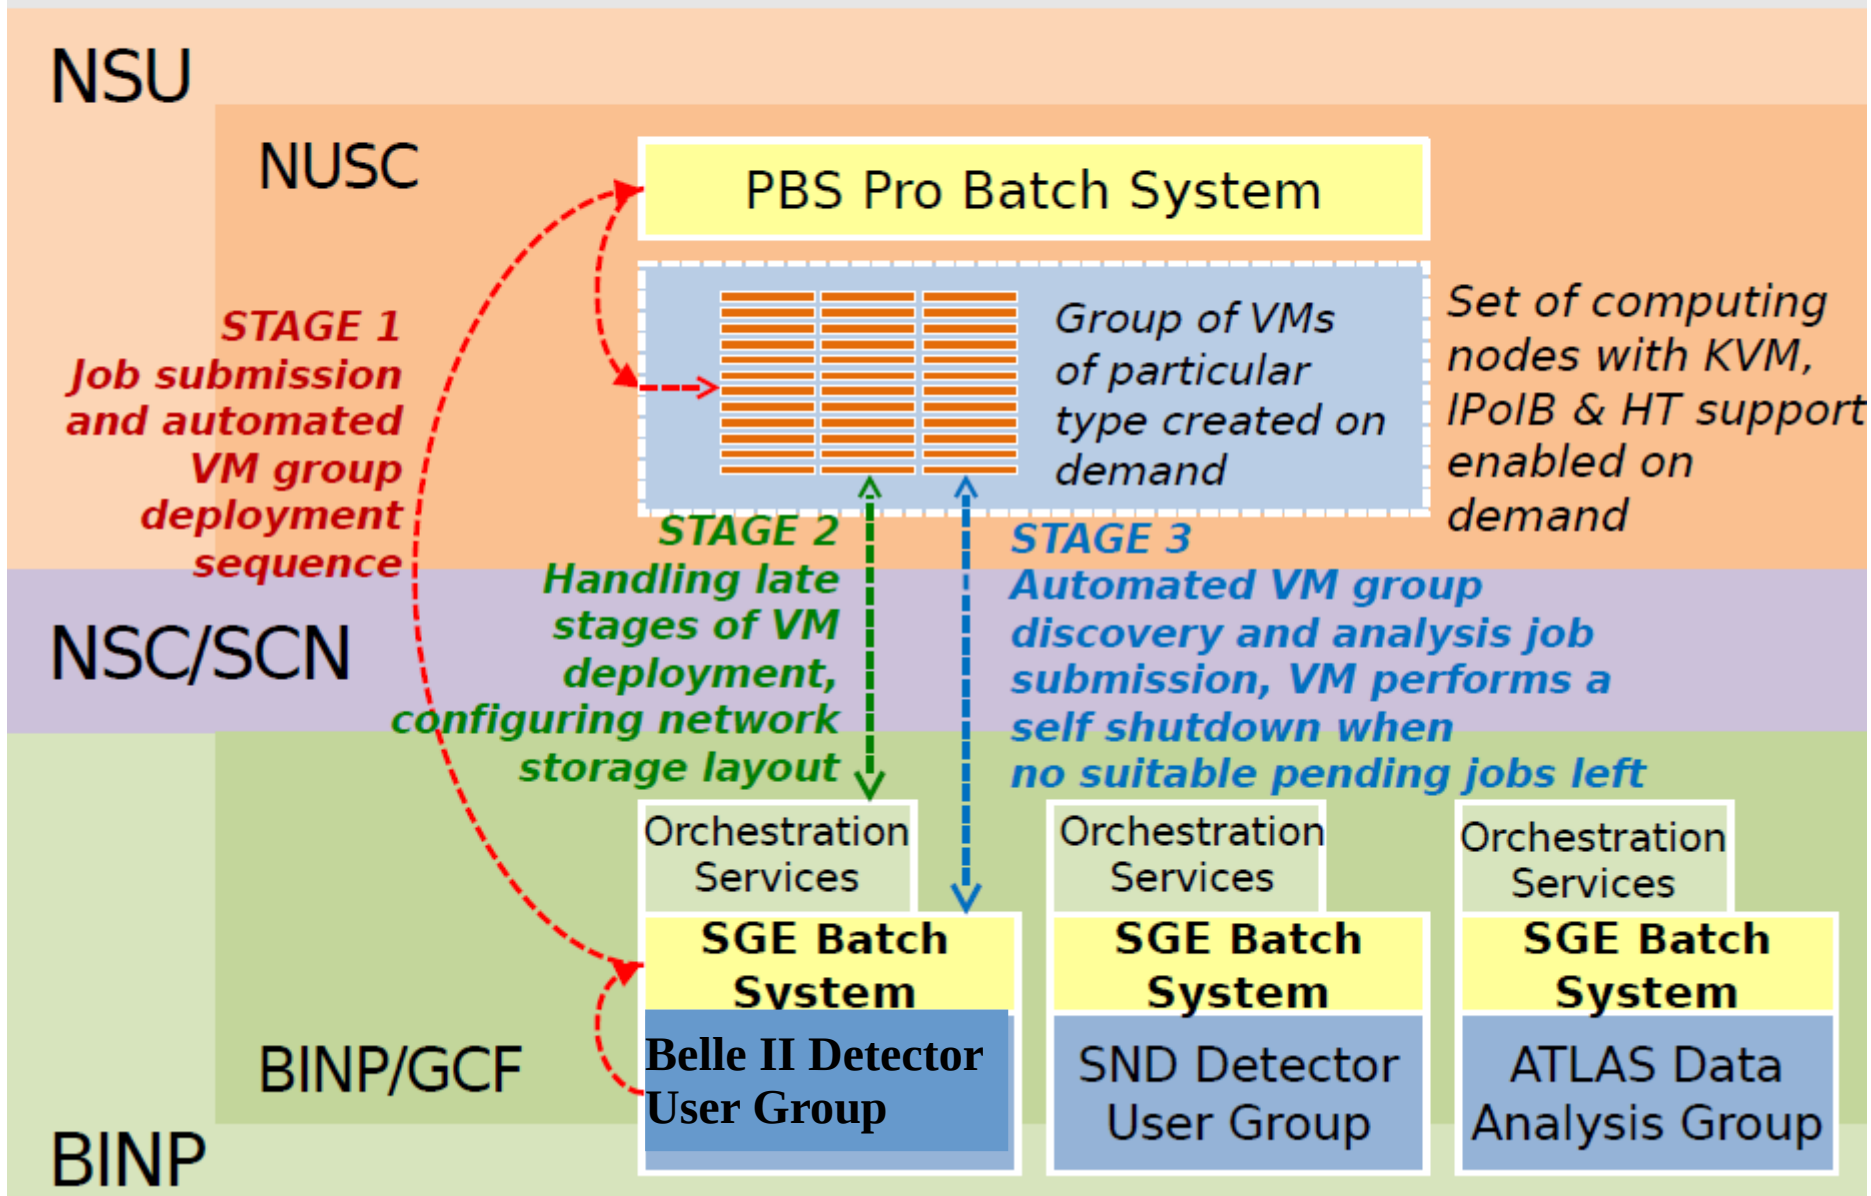 NSU
NUSC
PBS Pro Batch System
STAGE 1
Job submission
and automated
VM group
deployment
sequence
Group of VMs
of particular
type created on
demand
Set of computing
nodes with KVM,
IPoIB & HT support
enabled on
demand
STAGE 2
Handling late
stages of VM
deployment,
configuring network
storage layout
STAGE 3
Automated VM group
discovery and analysis job
submission, VM performs a
self shutdown when
no suitable pending jobs left
NSC/SCN
Orchestration
Services
SGE Batch
System
Belle II Detector
User Group
Orchestration
Services
SGE Batch
System
SND Detector
User Group
Orchestration
Services
SGE Batch
System
ATLAS Data
Analysis Group
BINP/GCF
BINP